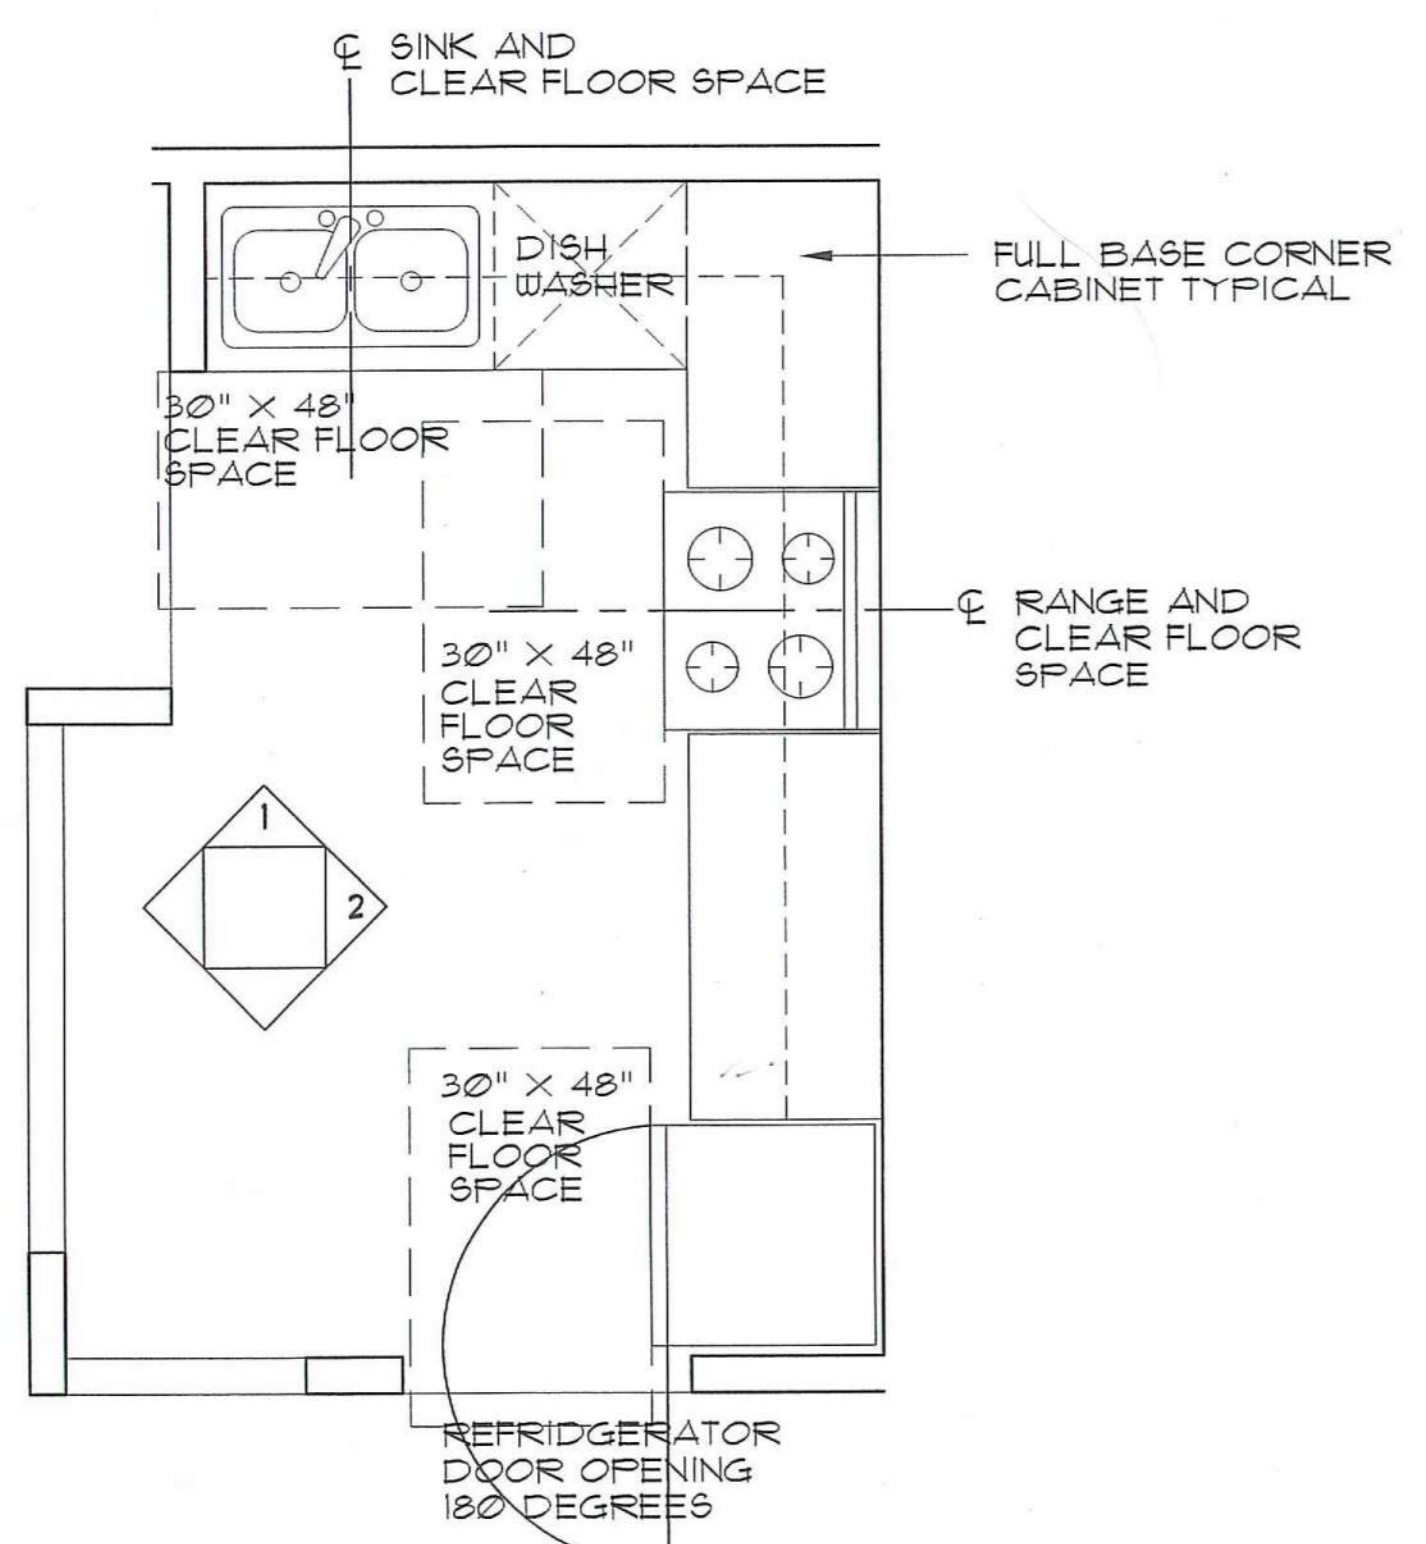 ℄ SINK AND
CLEAR FLOOR SPACE
DISH
WASHER
FULL BASE CORNER
CABINET TYPICAL
30" X 48"
CLEAR FLOOR
SPACE
℄ RANGE AND
CLEAR FLOOR
SPACE
30" X 48"
CLEAR
FLOOR
SPACE
1
2
30" X 48"
CLEAR
FLOOR
SPACE
REFRIDGERATOR
DOOR OPENING
180 DEGREES